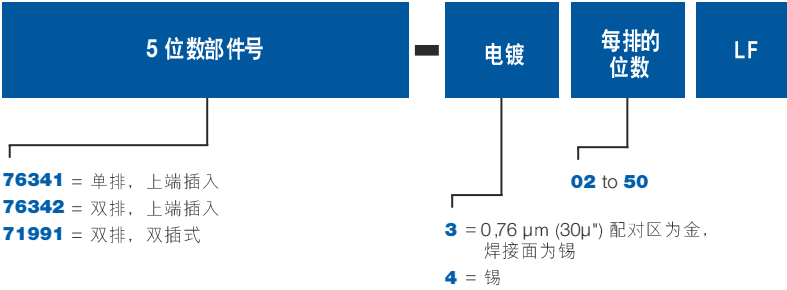 5 位数部件号 - 电镀 每排的位数 LF
76341 = 单排，上端插入
76342 = 双排，上端插入
71991 = 双排，双插式
3 = 0,76 µm (30µ") 配对区为金，
焊接面为锡
4 = 锡
02 to 50